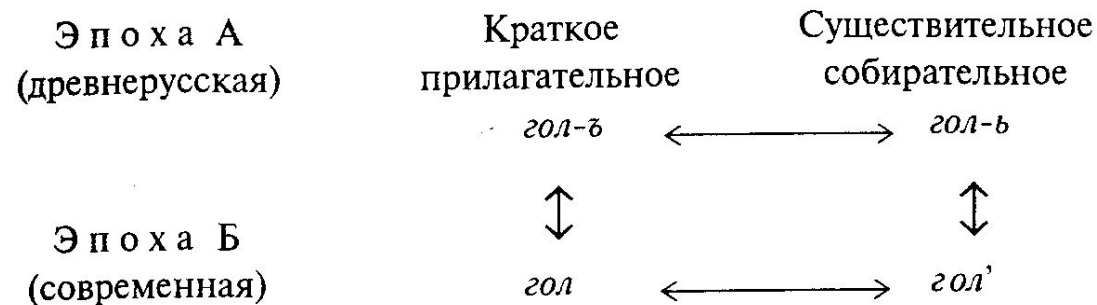 Эпоха А Краткое Существительное
(древнерусская) прилагательное собирательное
гол-ъ гол-ь
Эпоха Б
(современная) гол гол’